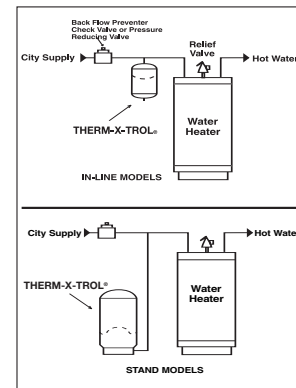 Back Flow Preventer
Check Valve or Pressure
Reducing Valve
City Supply
Relief
Valve
Hot Water
THERM-X-TROL®
Water
Heater
IN-LINE MODELS
City Supply
Hot Water
THERM-X-TROL®
Water
Heater
STAND MODELS